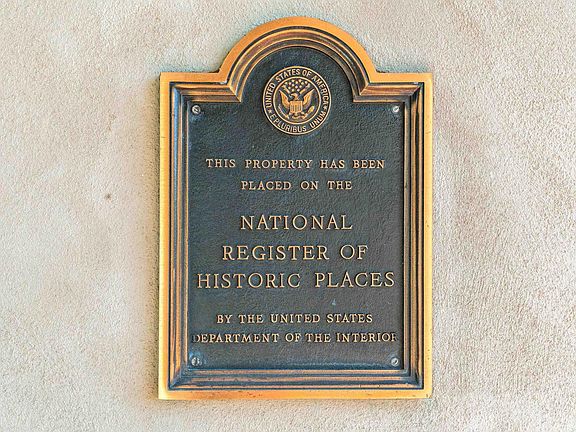 UNITED STATES OF AMERICA
E PLURIBUS UNUM
THIS PROPERTY HAS BEEN
PLACED ON THE
NATIONAL
REGISTER OF
HISTORIC PLACES
BY THE UNITED STATES
DEPARTMENT OF THE INTERIOR